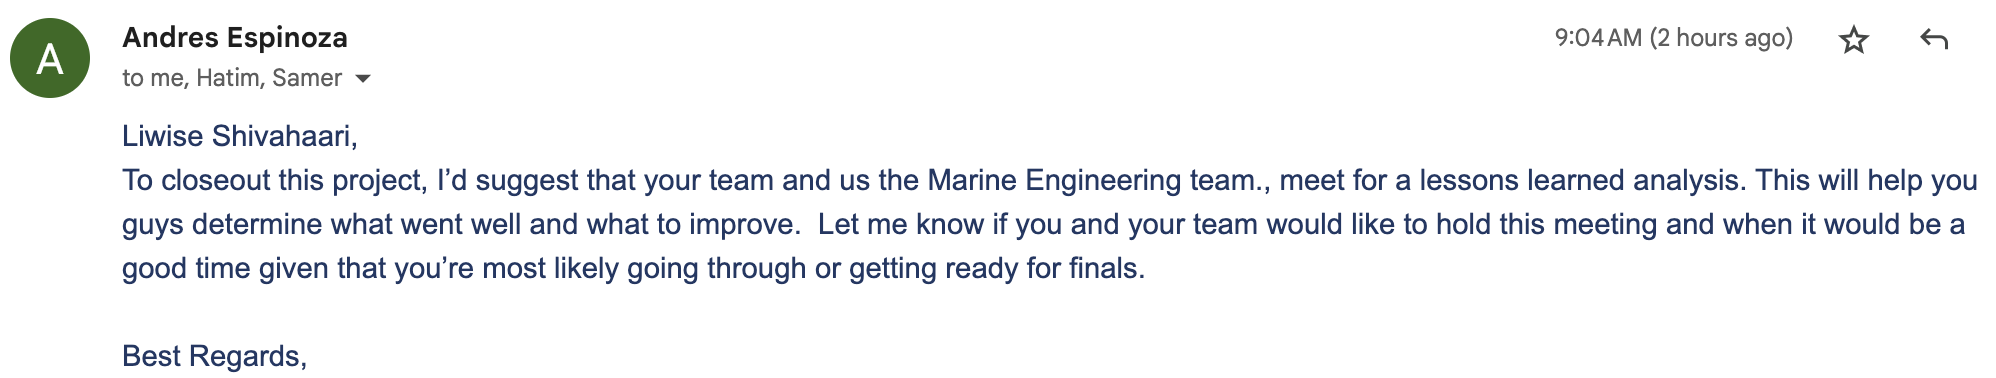 A
Andres Espinoza
9:04 AM (2 hours ago)
to me, Hatim, Samer
Liwise Shivahaari,
To closeout this project, I’d suggest that your team and us the Marine Engineering team., meet for a lessons learned analysis. This will help you
guys determine what went well and what to improve.  Let me know if you and your team would like to hold this meeting and when it would be a
good time given that you’re most likely going through or getting ready for finals.
Best Regards,